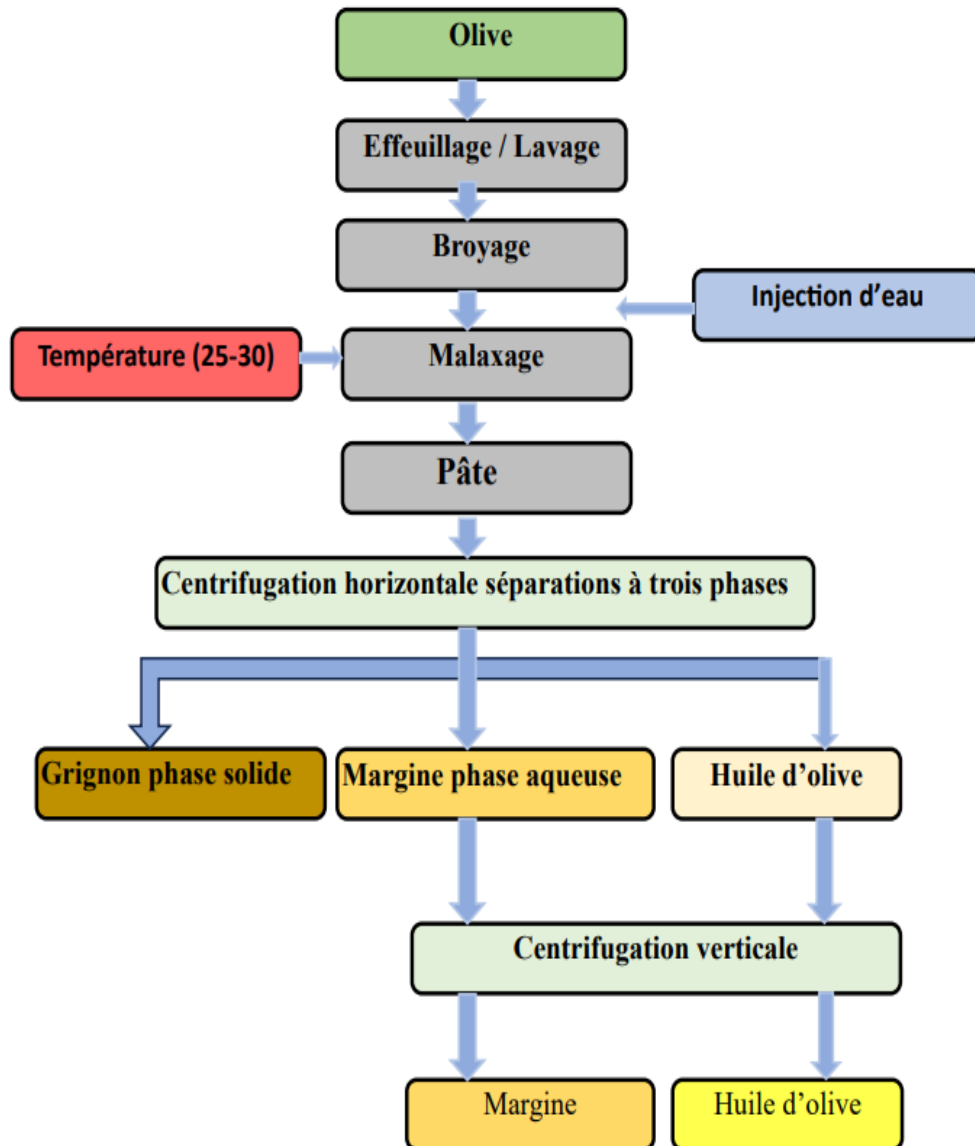 Olive
Effeuillage / Lavage
Broyage
Injection d’eau
Température (25-30)
Malaxage
Pâte
Centrifugation horizontale séparations à trois phases
Grignon phase solide
Margine phase aqueuse
Huile d’olive
Centrifugation verticale
Margine
Huile d’olive